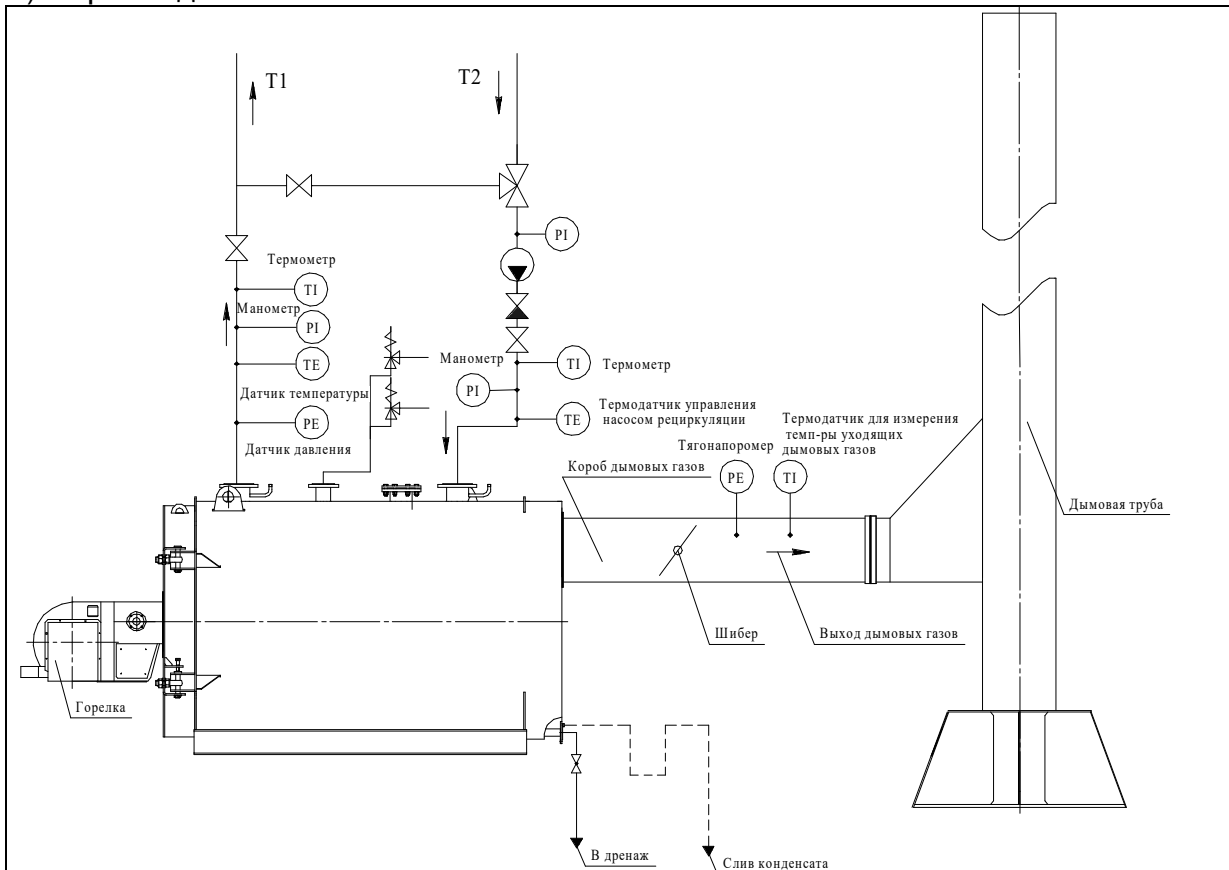 T1
T2
PI
Термометр
TI
Манометр
PI
TE
Датчик температуры
PE
Датчик давления
Манометр
PI
TI
Термометр
TE
Термодатчик управления
насосом рециркуляции
Термодатчик для измерения
темп-ры уходящих
дымовых газов
Тягонапоромер
Короб дымовых газов
PE
TI
Дымовая труба
Шибер
Выход дымовых газов
Горелка
В дренаж
Слив конденсата